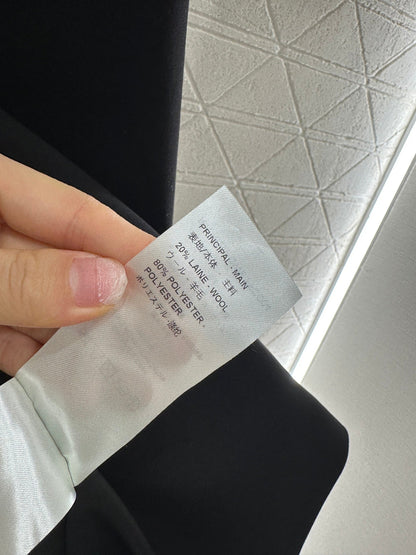 PRINCIPAL - MAIN
表地/本体 主料
20% LAINE - WOOL
ウール - 羊毛
80% POLYESTER -
POLYESTER
ポリエステル 涤纶